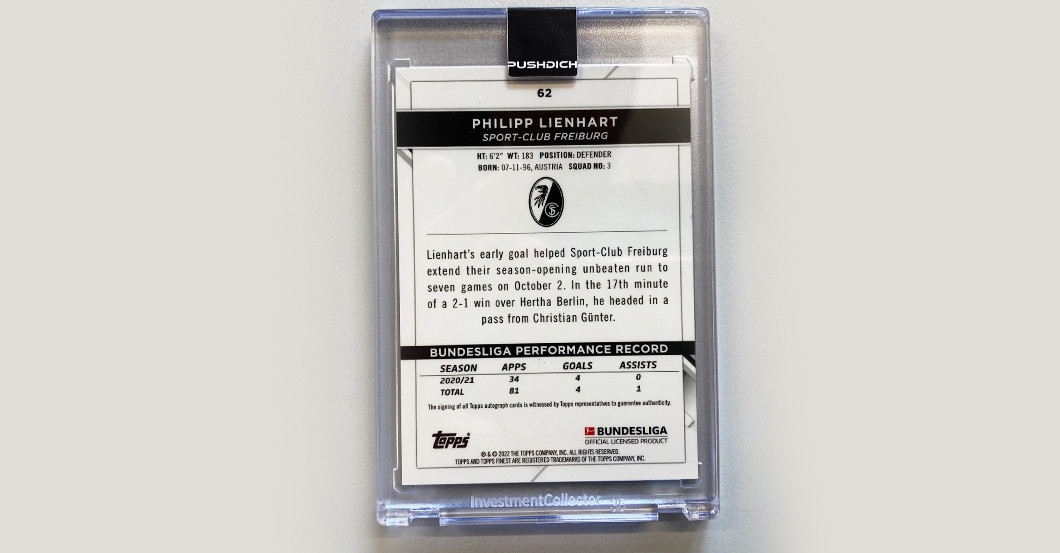 PUSHDICH
62
PHILIPP LIENHART
SPORT-CLUB FREIBURG
HT: 6'2" WT: 183 POSITION: DEFENDER
BORN: 07-11-96, AUSTRIA SQUAD NO: 3
Lienhart's early goal helped Sport-Club Freiburg
extend their season-opening unbeaten run to
seven games on October 2. In the 17th minute
of a 2-1 win over Hertha Berlin, he headed in a
pass from Christian Günter.
BUNDESLIGA PERFORMANCE RECORD
SEASON APPS GOALS ASSISTS
2020/21 34 4 0
TOTAL 81 4 1
The signing of all Topps autograph cards is witnessed by Topps representatives to guarantee authenticity.
Topps
BUNDESLIGA
OFFICIAL LICENSED PRODUCT
® & © 2022 THE TOPPS COMPANY, INC. ALL RIGHTS RESERVED.
TOPPS AND TOPPS FINEST ARE REGISTERED TRADEMARKS OF THE TOPPS COMPANY, INC.
InvestmentCollector